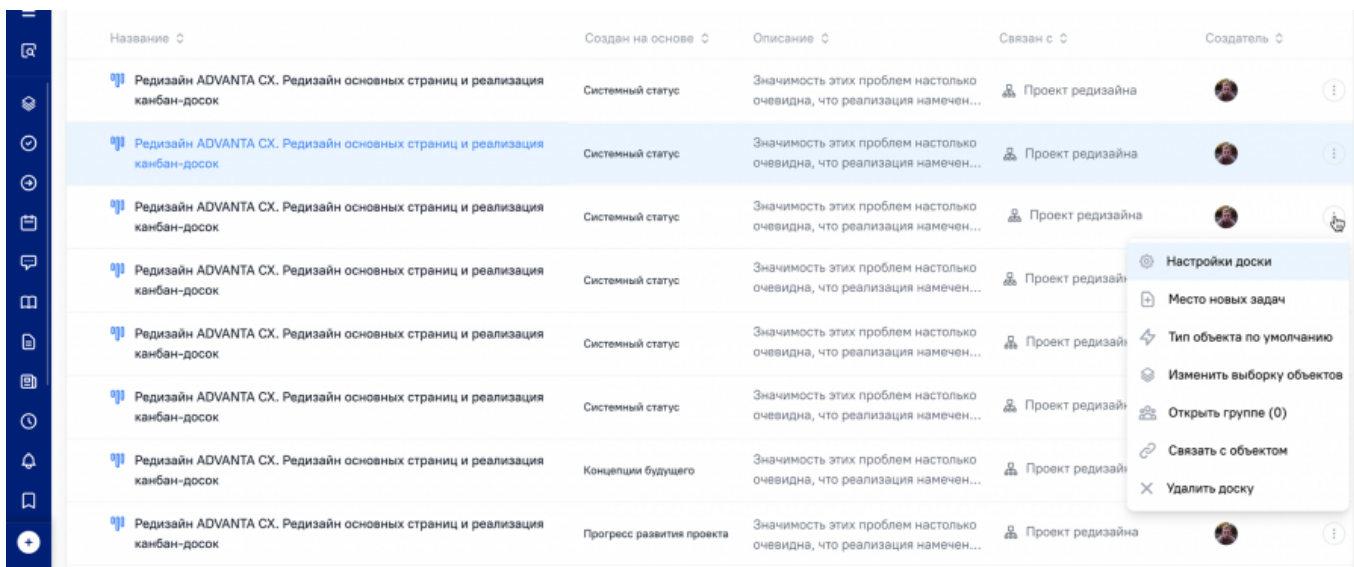 Название
Создан на основе
Описание
Связан с
Создатель
Редизайн ADVANTA CX. Редизайн основных страниц и реализация
канбан-досок
Системный статус
Значимость этих проблем настолько
очевидна, что реализация намечен...
Проект редизайна
Редизайн ADVANTA CX. Редизайн основных страниц и реализация
канбан-досок
Системный статус
Значимость этих проблем настолько
очевидна, что реализация намечен...
Проект редизайна
Редизайн ADVANTA CX. Редизайн основных страниц и реализация
канбан-досок
Системный статус
Значимость этих проблем настолько
очевидна, что реализация намечен...
Проект редизайна
Редизайн ADVANTA CX. Редизайн основных страниц и реализация
канбан-досок
Системный статус
Значимость этих проблем настолько
очевидна, что реализация намечен...
Проект редизайн
Редизайн ADVANTA CX. Редизайн основных страниц и реализация
канбан-досок
Системный статус
Значимость этих проблем настолько
очевидна, что реализация намечен...
Проект редизайн
Редизайн ADVANTA CX. Редизайн основных страниц и реализация
канбан-досок
Системный статус
Значимость этих проблем настолько
очевидна, что реализация намечен...
Проект редизайн
Редизайн ADVANTA CX. Редизайн основных страниц и реализация
канбан-досок
Концепции будущего
Значимость этих проблем настолько
очевидна, что реализация намечен...
Проект редизайн
Редизайн ADVANTA CX. Редизайн основных страниц и реализация
канбан-досок
Прогресс развития проекта
Значимость этих проблем настолько
очевидна, что реализация намечен...
Проект редизайна
Настройки доски
Место новых задач
Тип объекта по умолчанию
Изменить выборку объектов
Открыть группе (0)
Связать с объектом
Удалить доску